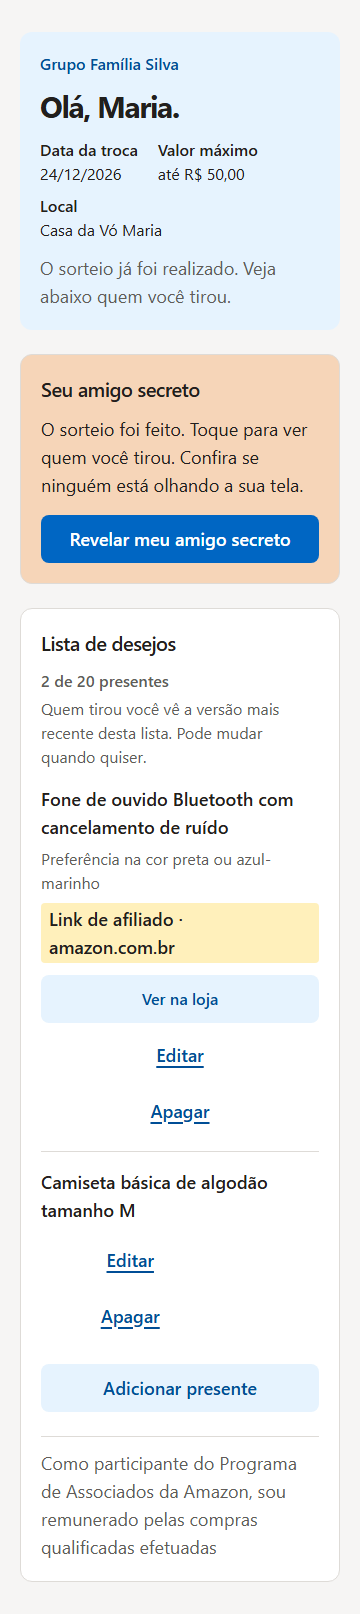 Grupo Família Silva
Olá, Maria.
Data da troca
24/12/2026
Valor máximo
até R$ 50,00
Local
Casa da Vó Maria
O sorteio já foi realizado. Veja
abaixo quem você tirou.
Seu amigo secreto
O sorteio foi feito. Toque para ver
quem você tirou. Confira se
ninguém está olhando a sua tela.
Revelar meu amigo secreto
Lista de desejos
2 de 20 presentes
Quem tirou você vê a versão mais
recente desta lista. Pode mudar
quando quiser.
Fone de ouvido Bluetooth com
cancelamento de ruído
Preferência na cor preta ou azul-
marinho
Link de afiliado ·
amazon.com.br
Ver na loja
Editar
Apagar
Camiseta básica de algodão
tamanho M
Editar
Apagar
Adicionar presente
Como participante do Programa
de Associados da Amazon, sou
remunerado pelas compras
qualificadas efetuadas